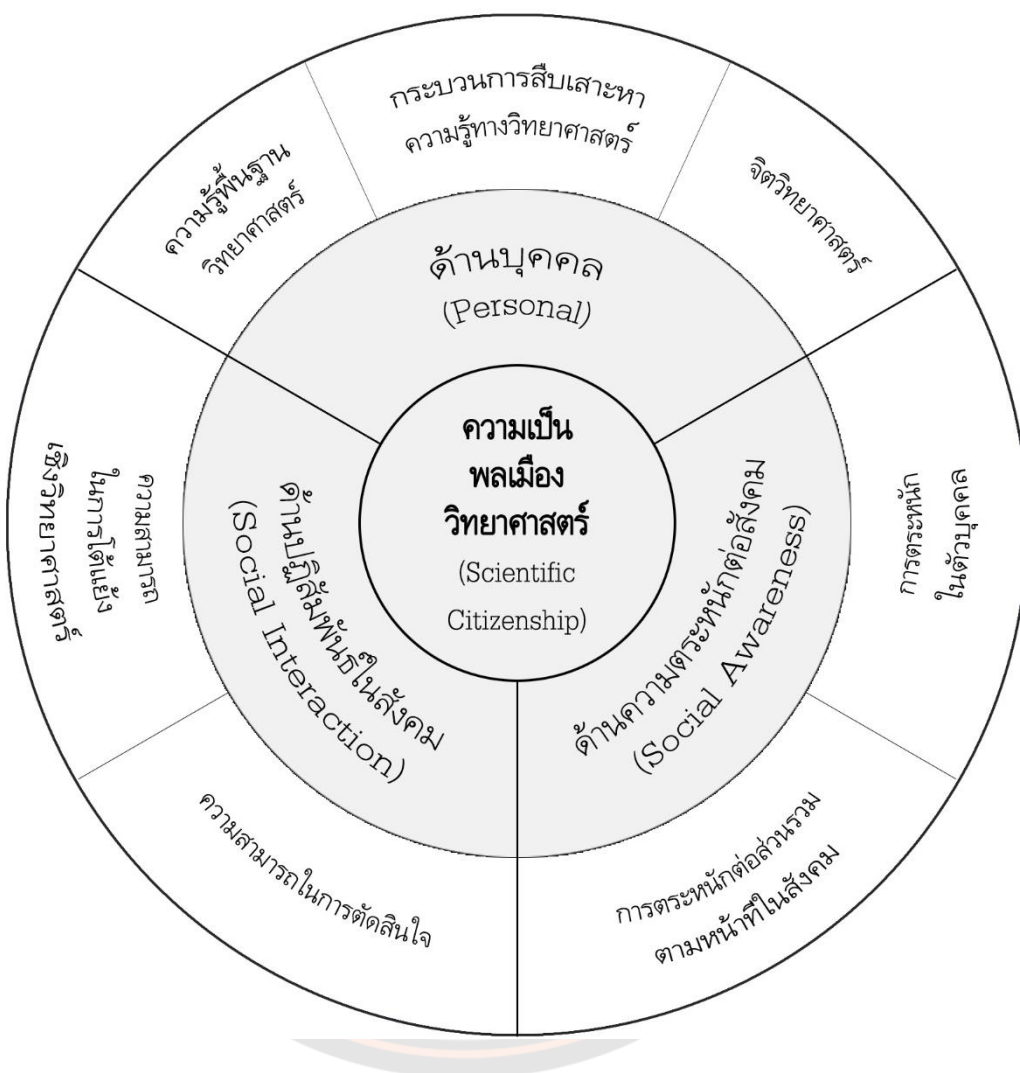 กระบวนการสืบเสาะหา
ความรู้ทางวิทยาศาสตร์
ความรู้พื้นฐาน
วิทยาศาสตร์
จิตวิทยาศาสตร์
ด้านบุคคล
(Personal)
ความเป็น
พลเมือง
วิทยาศาสตร์
(Scientific
Citizenship)
ด้านปฏิสัมพันธ์ในสังคม
(Social Interaction)
ด้านความตระหนักต่อสังคม
(Social Awareness)
ความสามารถ
ในการโต้แย้ง
เชิงวิทยาศาสตร์
การตระหนัก
ในตัวบุคคล
ความสามารถในการตัดสินใจ
การตระหนักต่อส่วนรวม
ตามหน้าที่ในสังคม